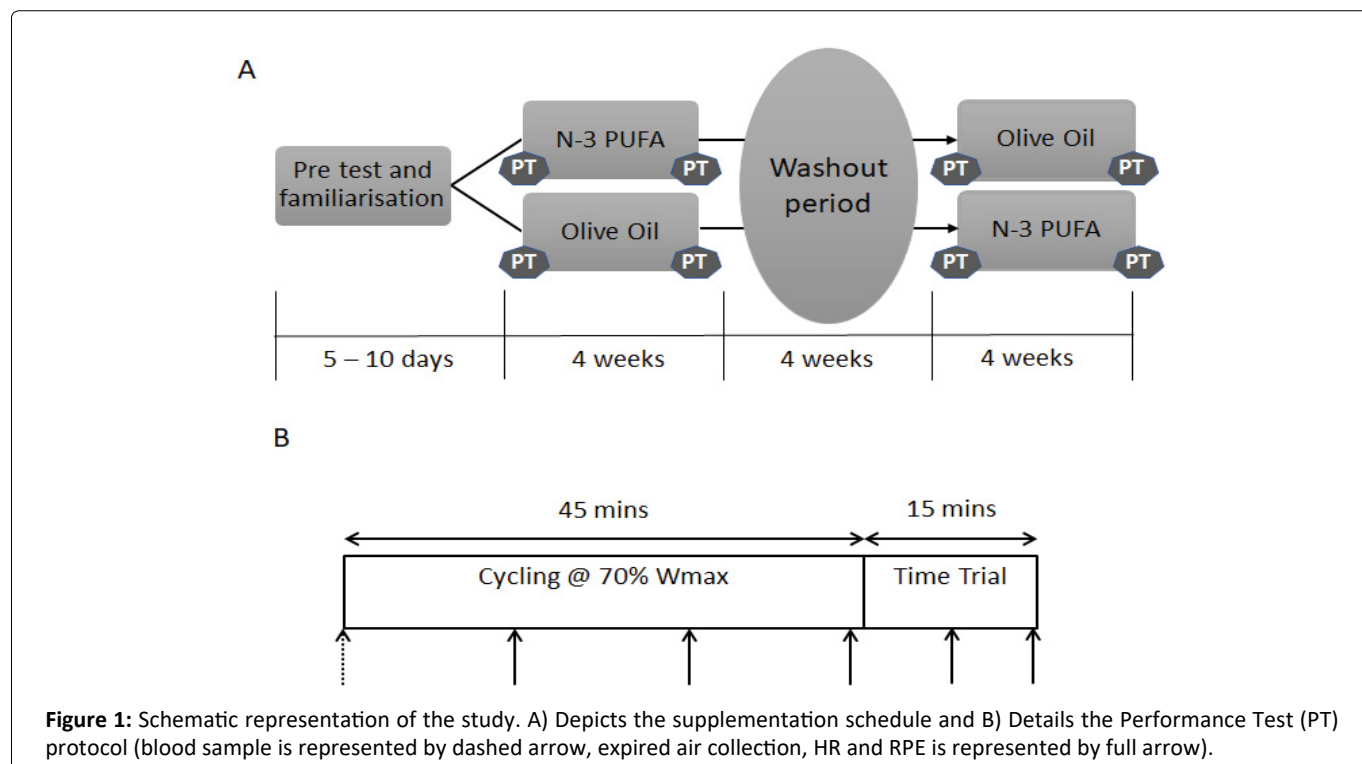 A
N-3 PUFA
PT
PT
Pre test and
familiarisation
Olive Oil
PT
PT
Washout
period
Olive Oil
PT
PT
N-3 PUFA
PT
PT
5 – 10 days
4 weeks
4 weeks
4 weeks
B
45 mins
15 mins
Cycling @ 70% Wmax
Time Trial
Figure 1: Schematic representation of the study. A) Depicts the supplementation schedule and B) Details the Performance Test (PT)
protocol (blood sample is represented by dashed arrow, expired air collection, HR and RPE is represented by full arrow).